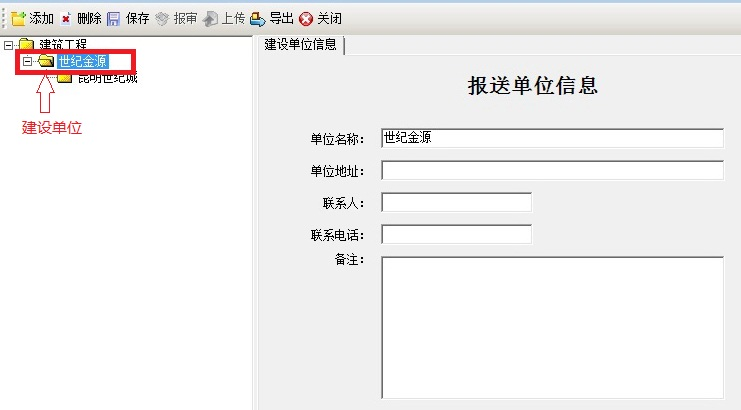 添加 删除 保存 报审 上传 导出 关闭
建筑工程
世纪金源
昆明世纪城
建设单位
建设单位信息
报送单位信息
单位名称： 世纪金源
单位地址：
联系人：
联系电话：
备注：